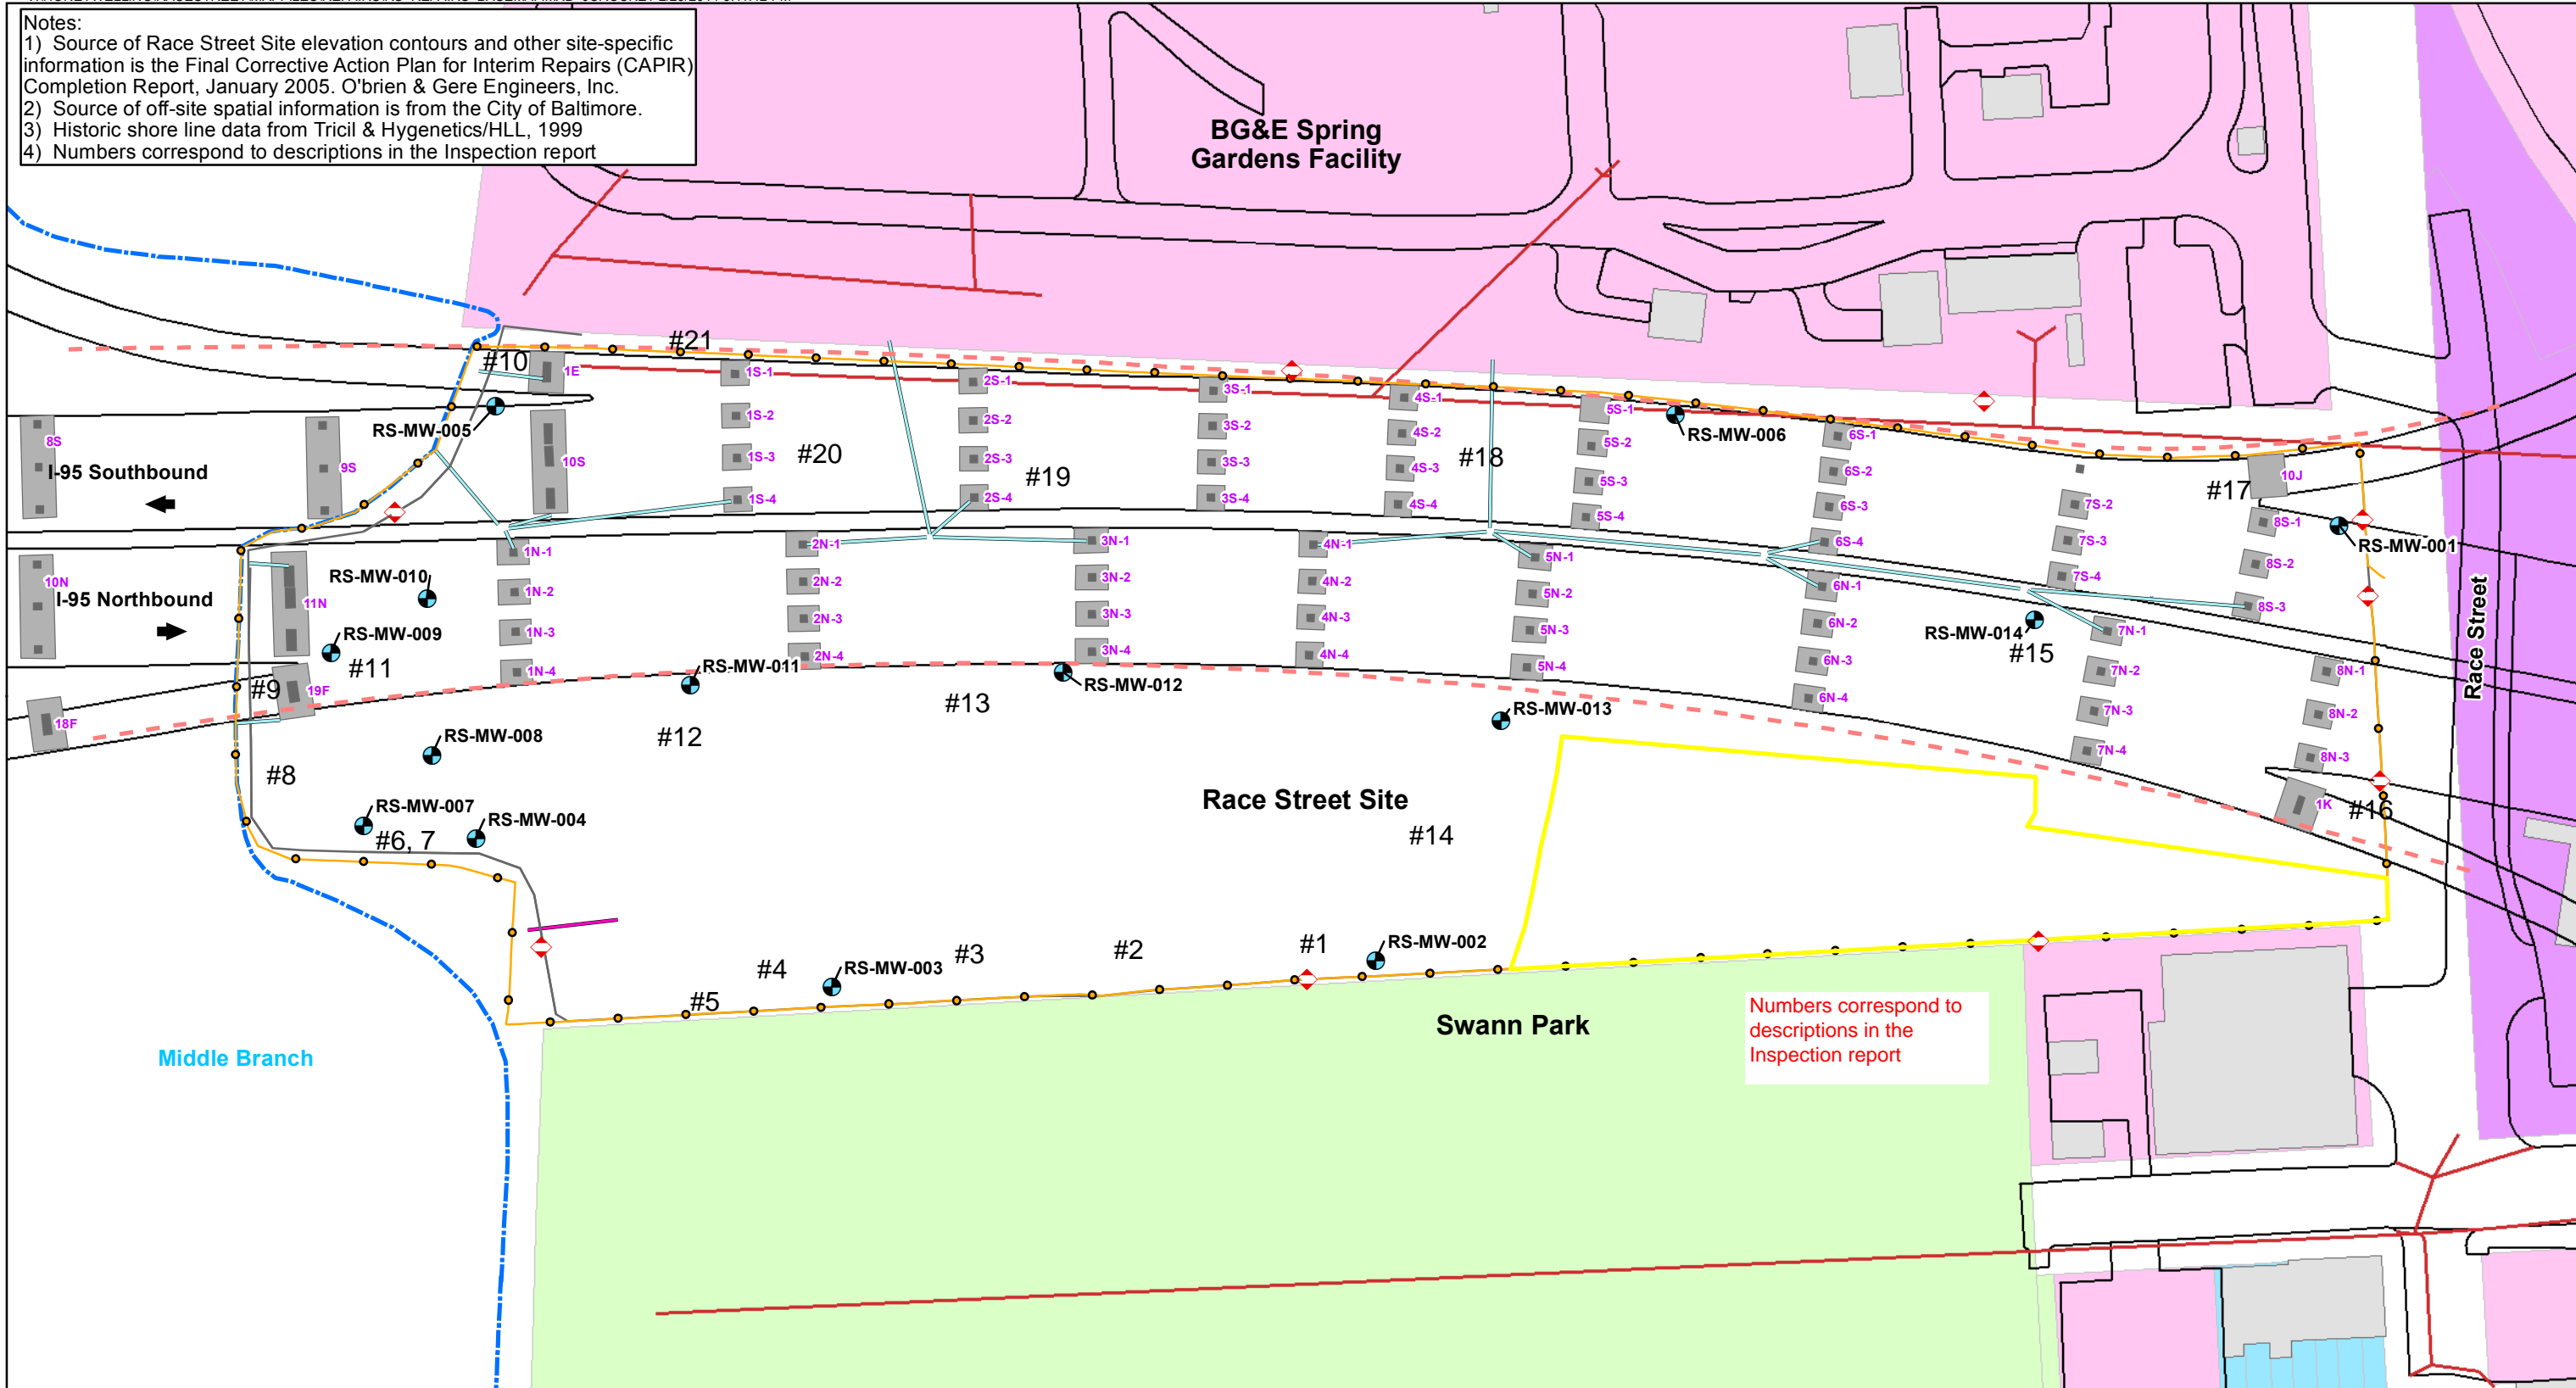 Notes:
1) Source of Race Street Site elevation contours and other site-specific
information is the Final Corrective Action Plan for Interim Repairs (CAPIR)
Completion Report, January 2005. O'brien & Gere Engineers, Inc.
2) Source of off-site spatial information is from the City of Baltimore.
3) Historic shore line data from Tricil & Hygenetics/HLL, 1999
4) Numbers correspond to descriptions in the Inspection report
BG&E Spring
Gardens Facility
#21
#10
1E
1S-1
2S-1
3S-1
4S-1
5S-1
6S-1
RS-MW-005
1S-2
2S-2
3S-2
4S-2
5S-2
6S-2
RS-MW-006
8S
9S
10S
I-95 Southbound
1S-3
#20
2S-3
#19
3S-3
4S-3
#18
5S-3
6S-3
10J
#17
1S-4
2S-4
3S-4
4S-4
5S-4
6S-4
7S-2
7S-3
7S-4
8S-1
8S-2
8S-3
RS-MW-001
Race Street
10N
I-95 Northbound
11N
RS-MW-010
RS-MW-009
#11
1N-1
1N-2
1N-3
1N-4
2N-1
2N-2
2N-3
2N-4
3N-1
3N-2
3N-3
3N-4
4N-1
4N-2
4N-3
4N-4
5N-1
5N-2
5N-3
5N-4
6N-1
6N-2
6N-3
6N-4
RS-MW-014
#15
7N-1
7N-2
7N-3
7N-4
8N-1
8N-2
8N-3
1K
#16
#9
19F
18F
RS-MW-011
RS-MW-012
#13
RS-MW-013
#12
RS-MW-008
#8
RS-MW-007
#6, 7
RS-MW-004
Race Street Site
#14
#1
RS-MW-002
#2
#3
RS-MW-003
#4
#5
Swann Park
Middle Branch
Numbers correspond to
descriptions in the
Inspection report